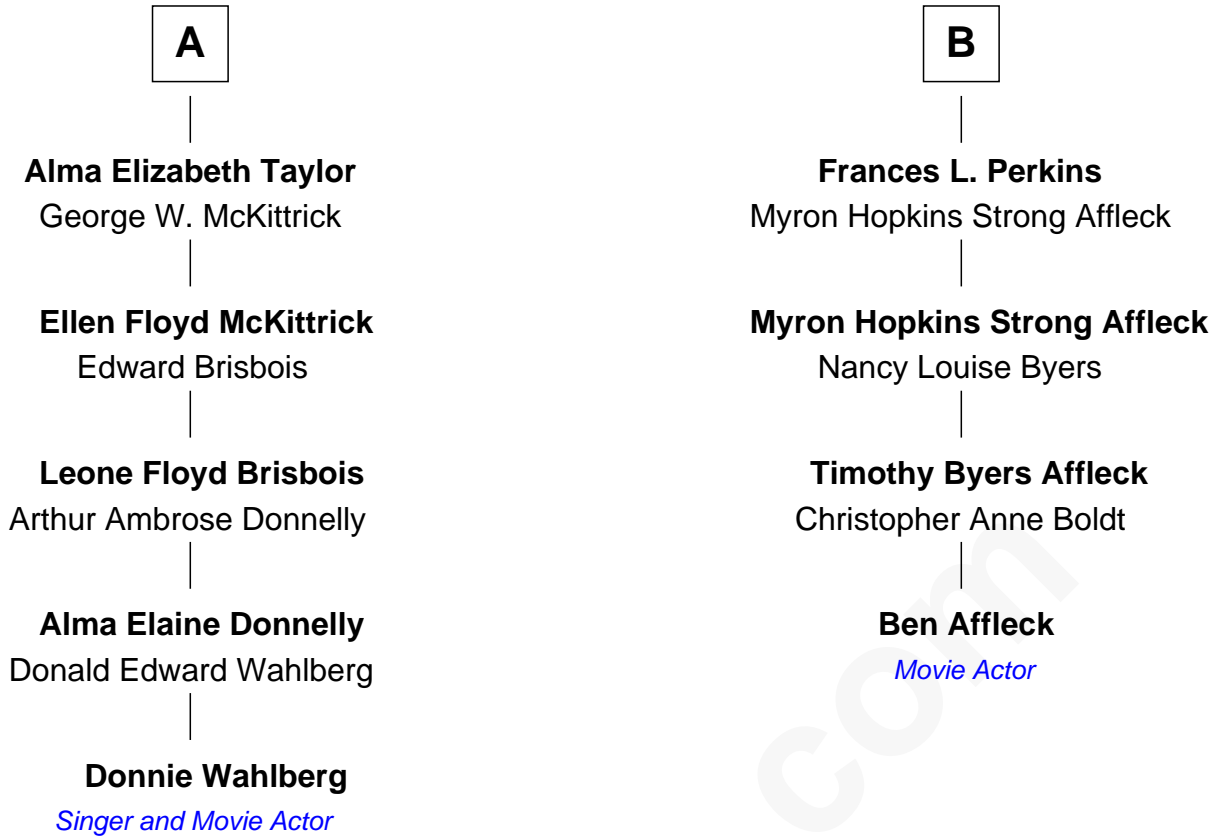 A
Alma Elizabeth Taylor
George W. McKittrick
Ellen Floyd McKittrick
Edward Brisbois
Leone Floyd Brisbois
Arthur Ambrose Donnelly
Alma Elaine Donnelly
Donald Edward Wahlberg
Donnie Wahlberg
Singer and Movie Actor
B
Frances L. Perkins
Myron Hopkins Strong Affleck
Myron Hopkins Strong Affleck
Nancy Louise Byers
Timothy Byers Affleck
Christopher Anne Boldt
Ben Affleck
Movie Actor
com